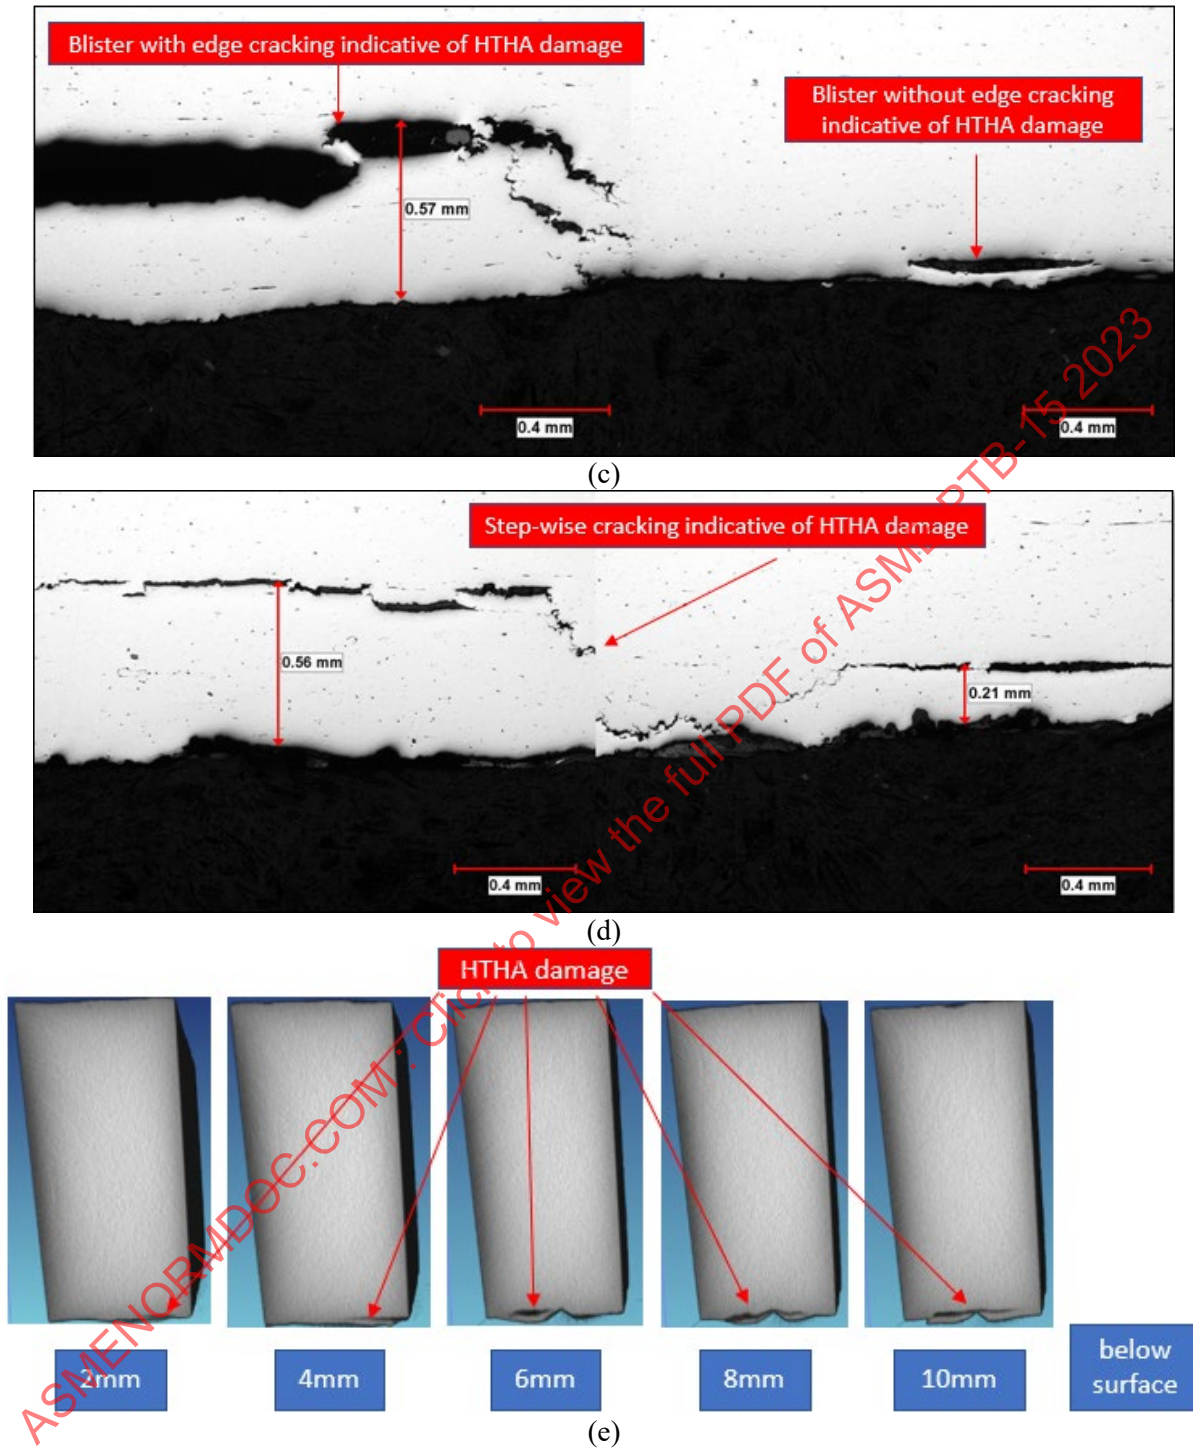 Blister with edge cracking indicative of HTHA damage
Blister without edge cracking
indicative of HTHA damage
0.57 mm
0.4 mm
0.4 mm
(c)
Step-wise cracking indicative of HTHA damage
0.56 mm
0.21 mm
0.4 mm
0.4 mm
(d)
HTHA damage
2mm
4mm
6mm
8mm
10mm
below
surface
(e)
ASMENORMDOC.COM : Click to view the full PDF of ASME PTB-15 2023